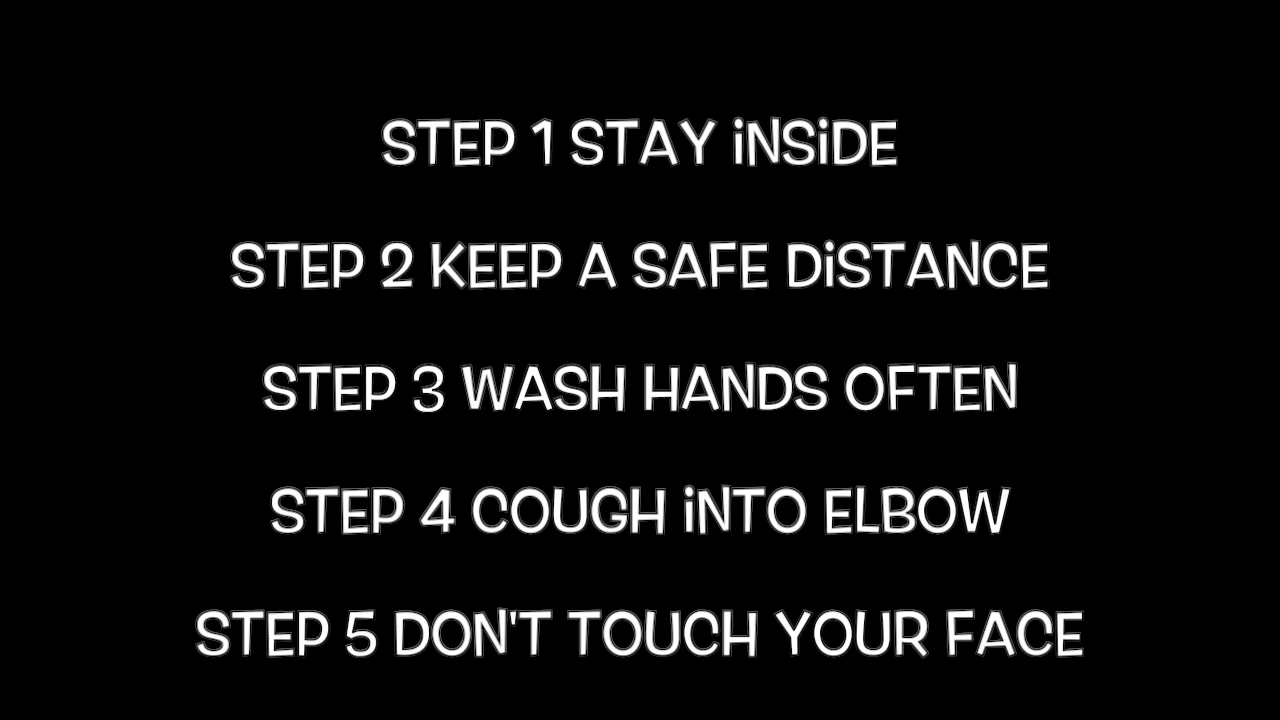 STEP 1 STAY iNSiDE
STEP 2 KEEP A SAFE DiSTANCE
STEP 3 WASH HANDS OFTEN
STEP 4 COUGH iNTO ELBOW
STEP 5 DON'T TOUCH YOUR FACE